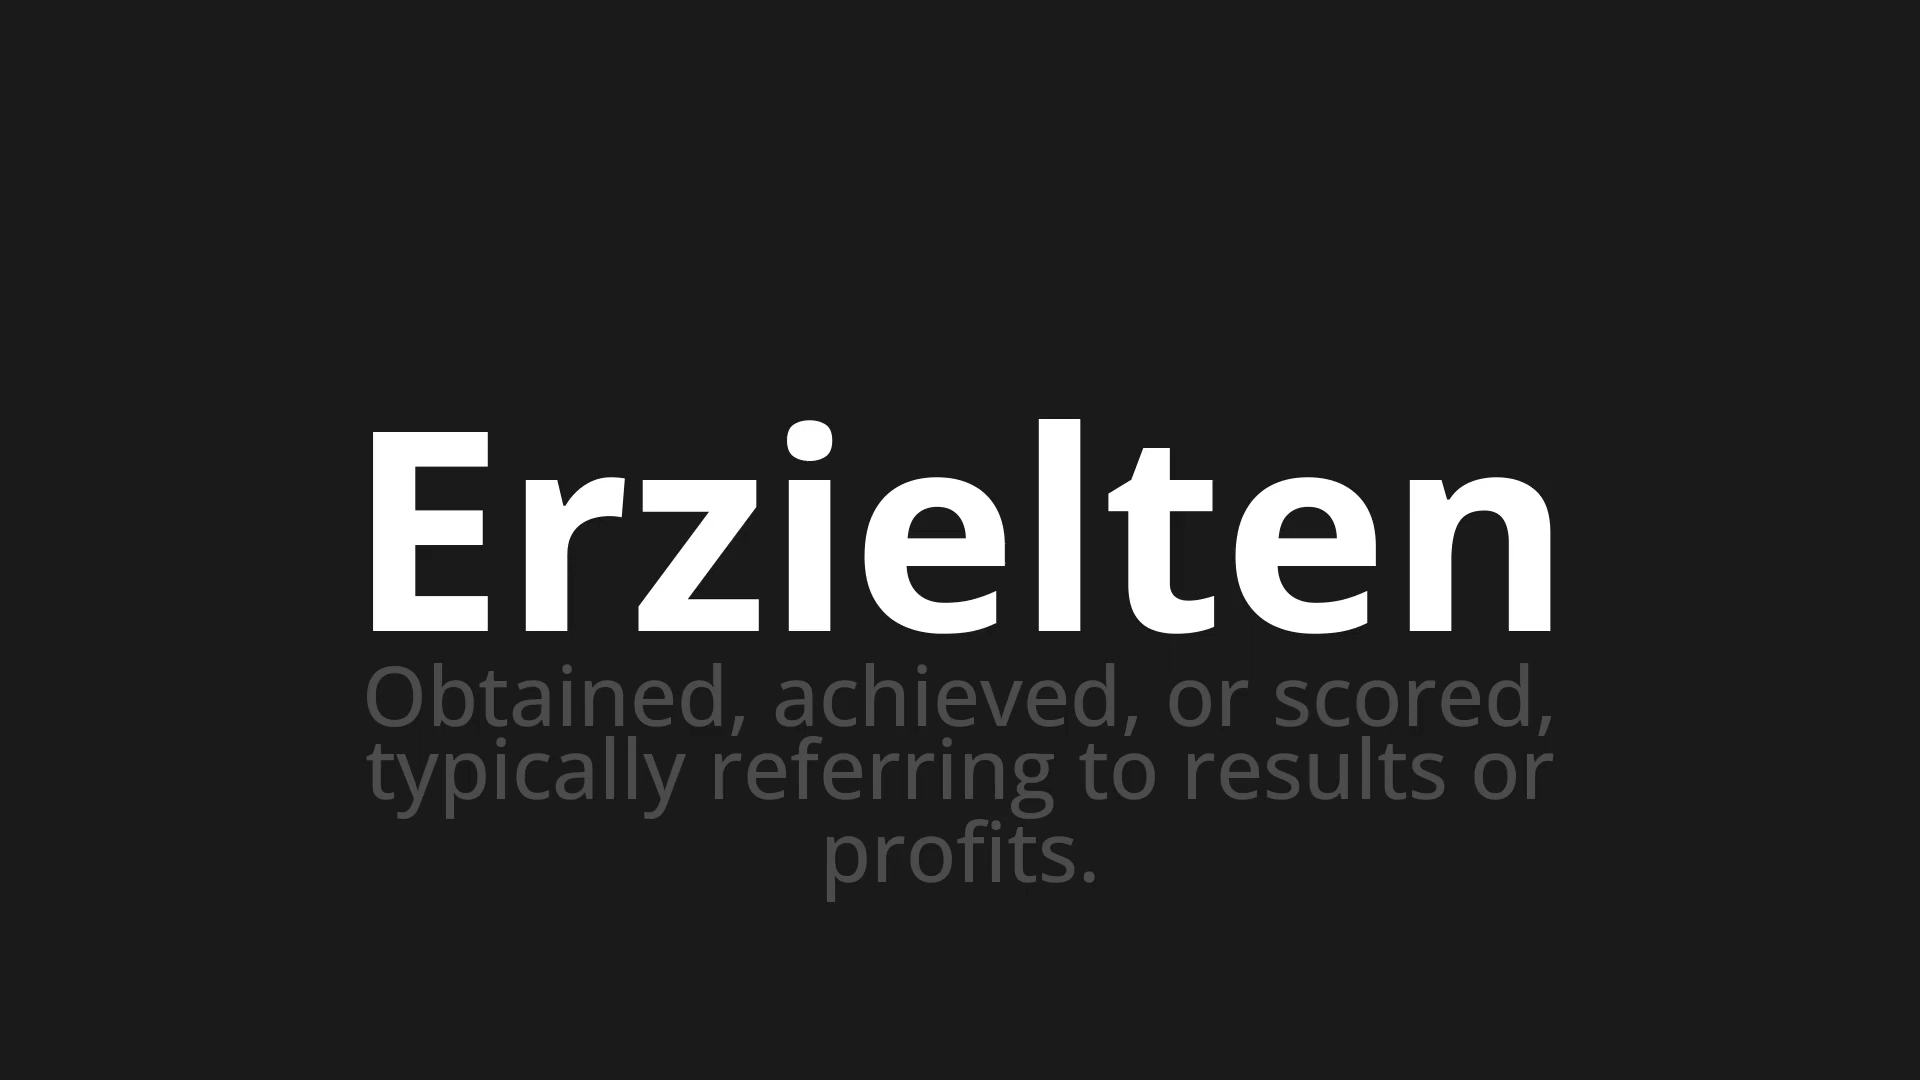 Erzielten
Obtained, achieved, or scored,
typically referring to results or
profits.